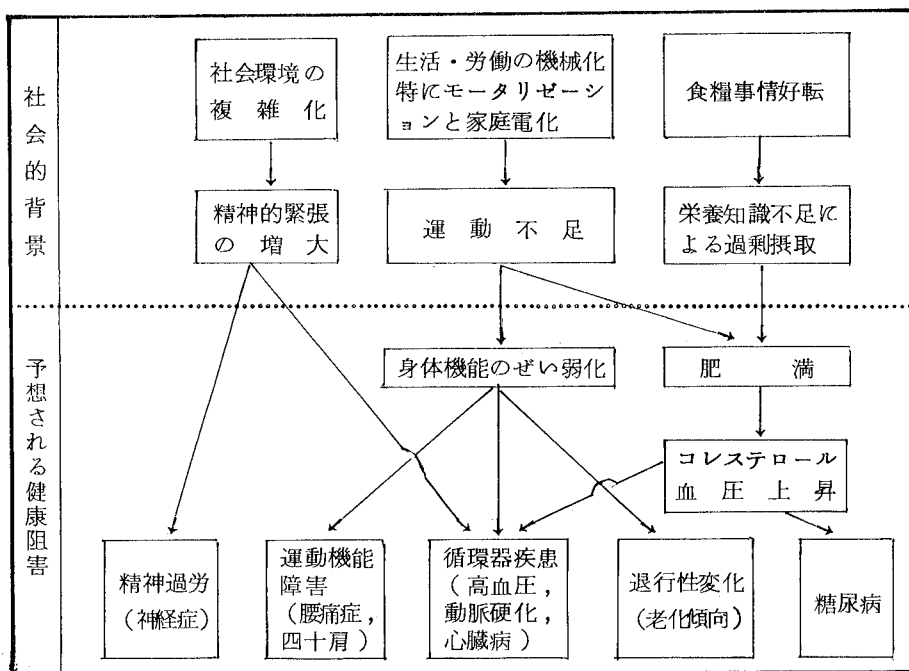 社会的背景
社会環境の
複雑化
生活・労働の機械化
特にモータリゼーシ
ョンと家庭電化
食糧事情好転
精神的緊張
の増大
運動不足
栄養知識不足に
よる過剰摂取
予想される健康阻害
身体機能のぜい弱化
肥満
コレステロール
血圧上昇
精神過労
(神経症)
運動機能
障害
(腰痛症,
四十肩)
循環器疾患
(高血圧,
動脈硬化,
心臓病)
退行性変化
(老化傾向)
糖尿病